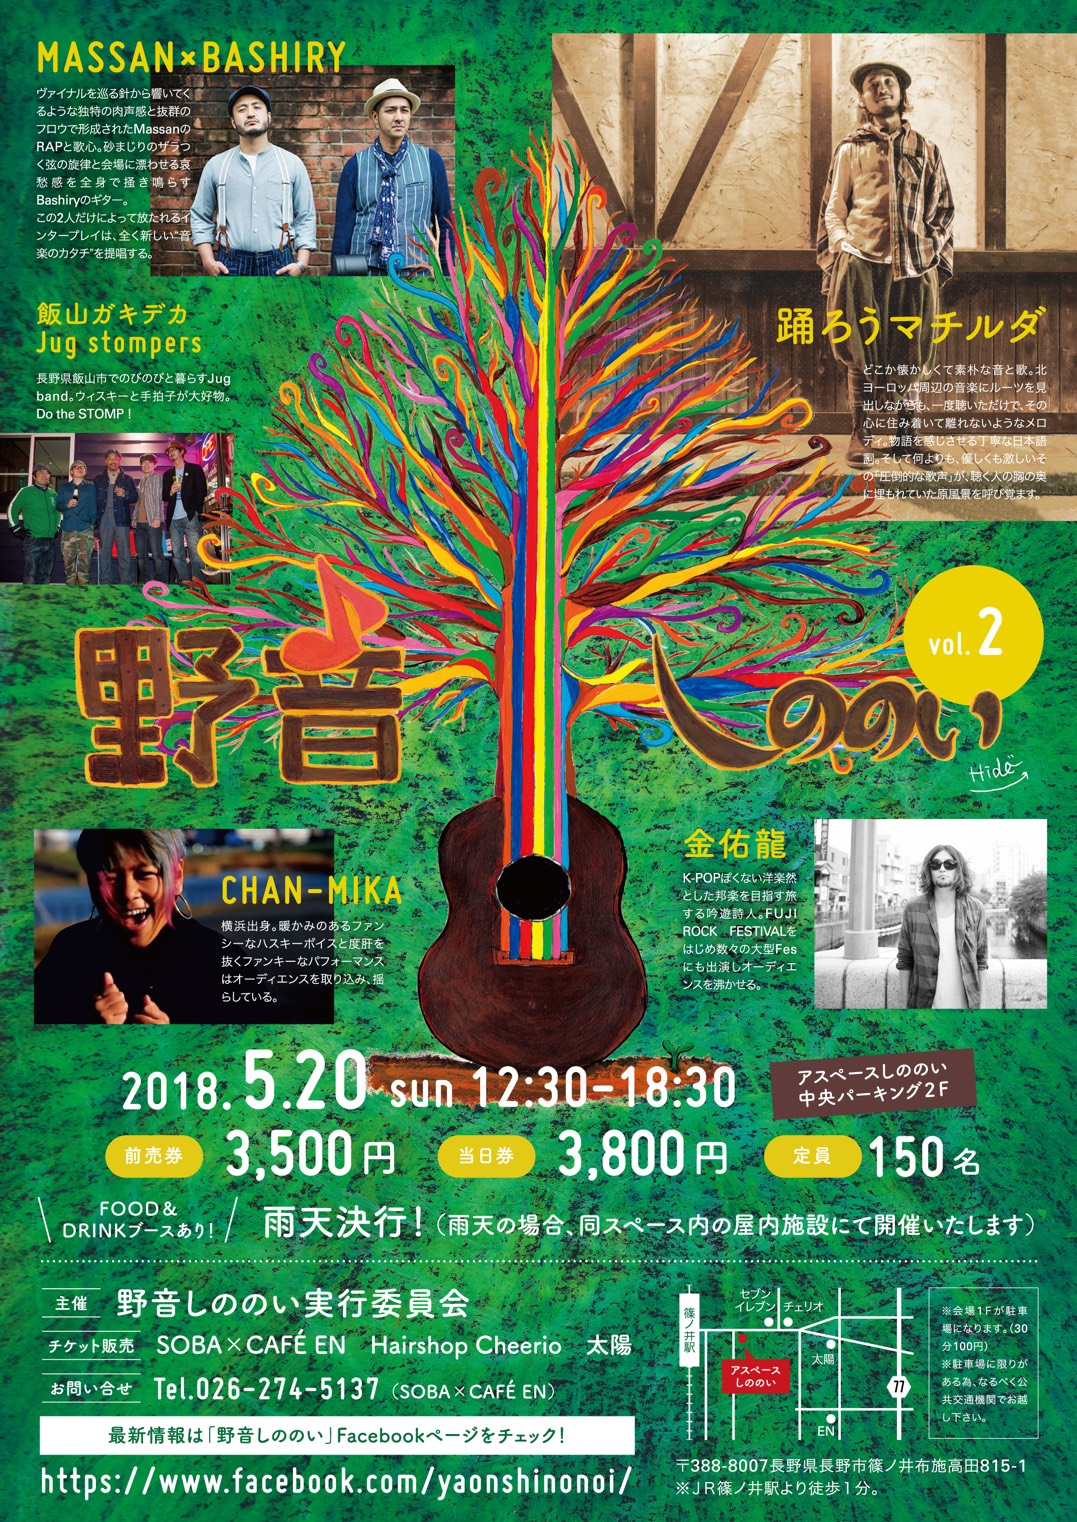 MASSAN×BASHIRY
ヴァイナルを巡る針から響いてく
るような独特の肉声感と抜群の
フロウで形成されたMassanの
RAPと歌心。砂まじりのザラつ
く弦の旋律と会場に漂わせる哀
愁感を全身で掻き鳴らす
Bashiryのギター。
この2人だけによって放たれるイ
ンタープレイは、全く新しい"音
楽のカタチ"を提唱する。
飯山ガキデカ
Jug stompers
長野県飯山市でのびのびと暮らすJug
band。ウィスキーと手拍子が大好物。
Do the STOMP !
踊ろうマチルダ
どこか懐かしくて素朴な音と歌。北
ヨーロッパ周辺の音楽にルーツを見
出しながらも、一度聴いただけで、その
心に住み着いて離れないようなメロ
ディ。物語を感じさせる丁寧な日本語
詞。そして何よりも、優しくも激しいそ
の「圧倒的な歌声」が、聴く人の胸の奥
に埋もれていた原風景を呼び覚ます。
vol. 2
野音 しののい
Hide
CHAN-MIKA
横浜出身。暖かみのあるファン
シーなハスキーボイスと度肝を
抜くファンキーなパフォーマンス
はオーディエンスを取り込み、揺
らしている。
金佑龍
K-POPぽくない洋楽然
とした邦楽を目指す旅
する吟遊詩人。FUJI
ROCK FESTIVALを
はじめ数々の大型Fes
にも出演しオーディエ
ンスを沸かせる。
2018. 5.20 sun 12:30-18:30
アスペースしののい
中央パーキング2F
前売券 3,500円 当日券 3,800円 定員 150名
FOOD&
DRINKブースあり!
雨天決行!(雨天の場合、同スペース内の屋内施設にて開催いたします)
主催 野音しののい実行委員会
チケット販売 SOBA×CAFÉ EN Hairshop Cheerio 太陽
お問い合せ Tel.026-274-5137 (SOBA×CAFÉ EN)
最新情報は「野音しののい」Facebookページをチェック!
https://www.facebook.com/yaonshinonoi/
篠ノ井駅
セブン
イレブン
チェリオ
太陽
アスペース
しののい
77
EN
※会場1Fが駐車
場になります。(30
分100円)
※駐車場に限りが
ある為、なるべく公
共交通機関でお越
し下さい。
〒388-8007長野県長野市篠ノ井布施高田815-1
※JR篠ノ井駅より徒歩1分。